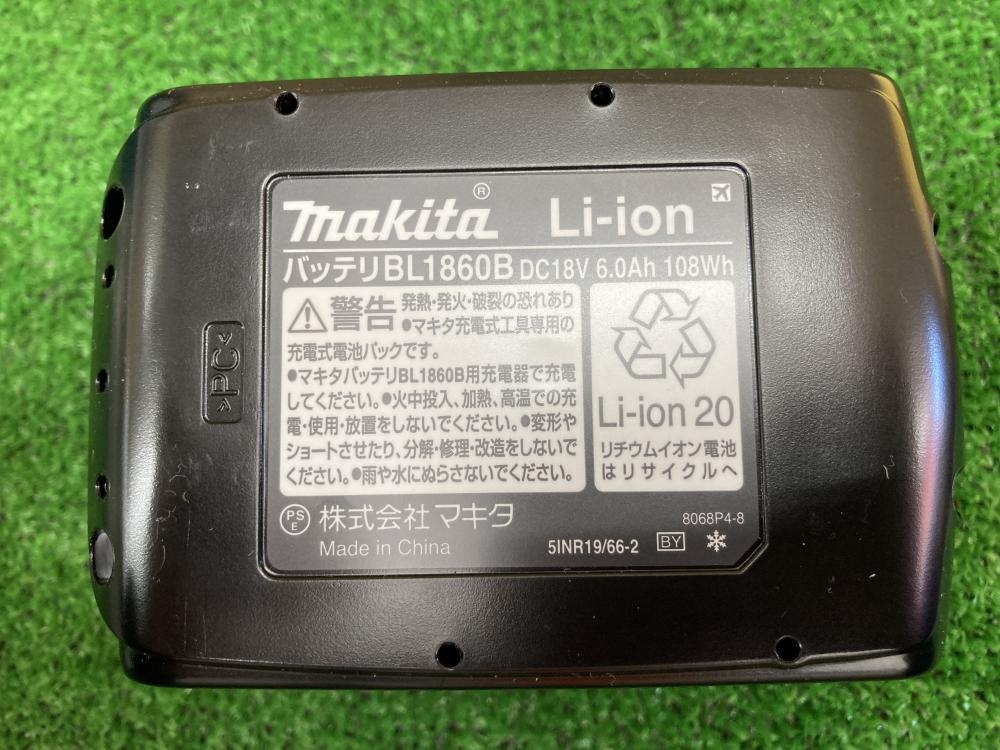 makita® Li-ion
バッテリBL1860B DC18V 6.0Ah 108Wh
警告 発熱・発火・破裂の恐れあり
●マキタ充電式工具専用の
充電式電池パックです。
●マキタバッテリBL1860B用充電器で充電
してください。●火中投入、加熱、高温での充
電・使用・放置をしないでください。●変形や
ショートさせたり、分解・修理・改造をしないで
ください。●雨や水にぬらさないでください。
Li-ion 20
リチウムイオン電池
はリサイクルへ
PSE 株式会社 マキタ
8068P4-8
Made in China
5INR19/66-2 BY
>PC<